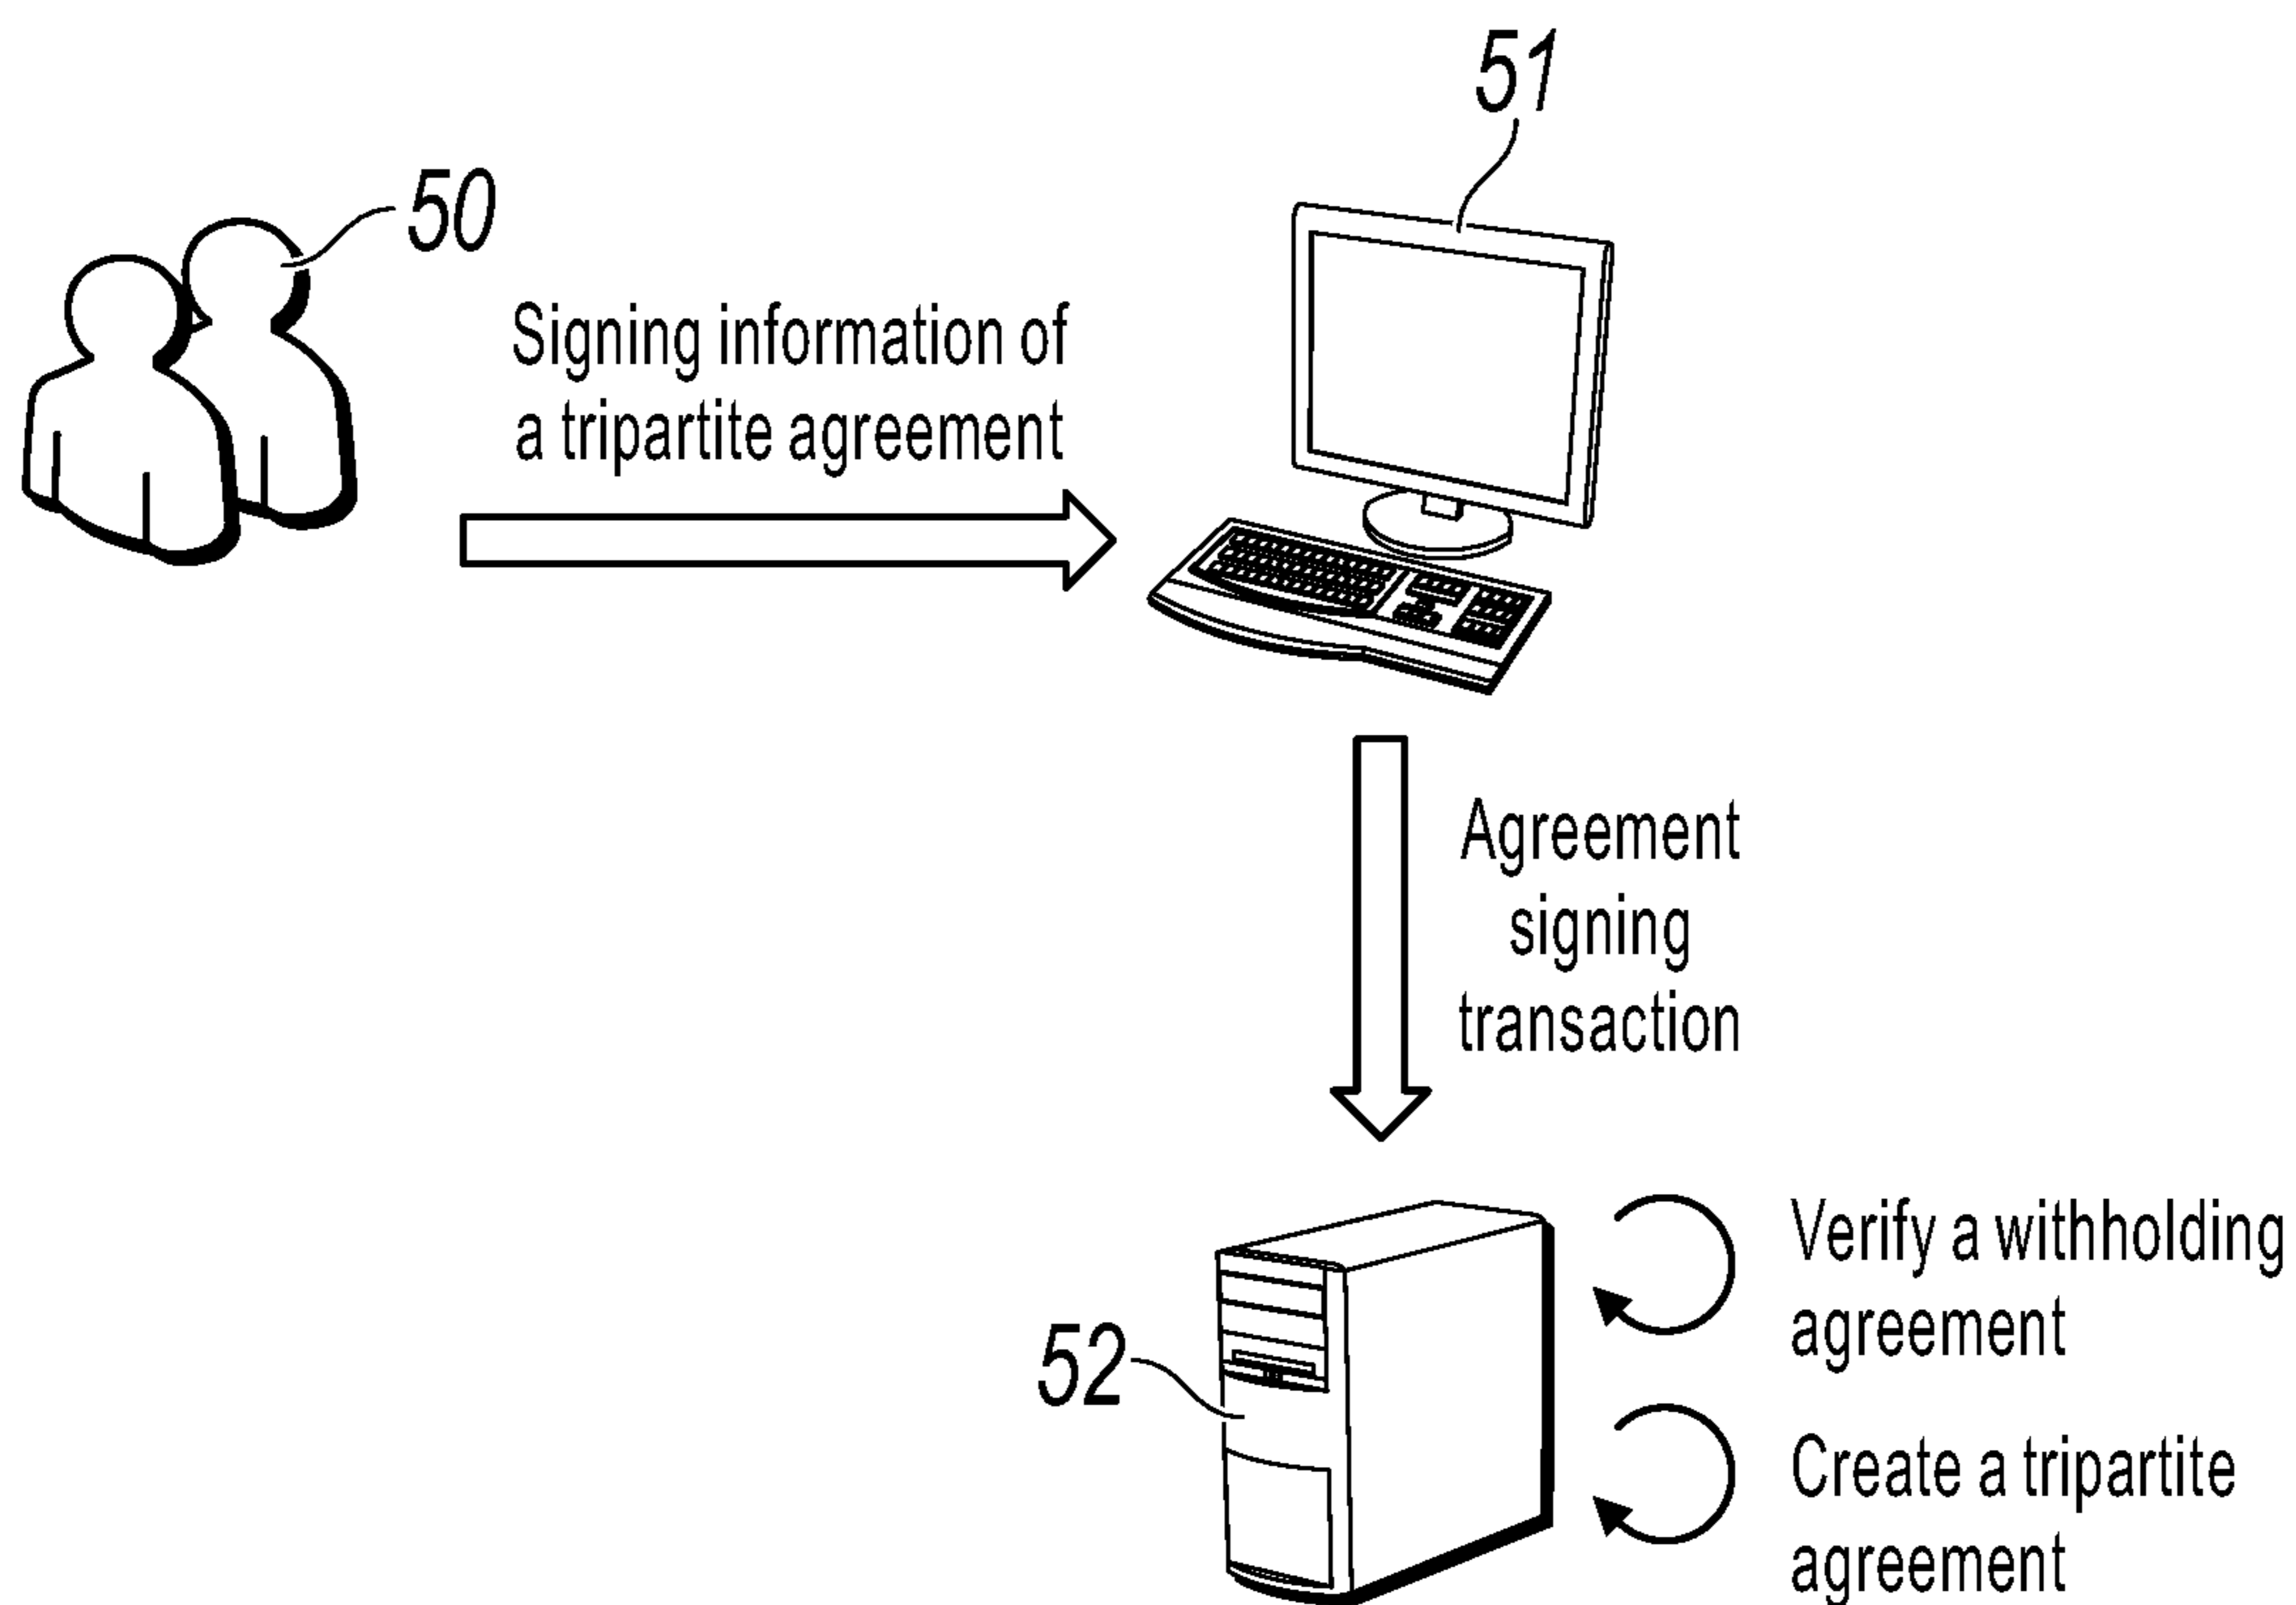 51
50
Signing information of
a tripartite agreement
Agreement
signing
transaction
52
Verify a withholding
agreement
Create a tripartite
agreement